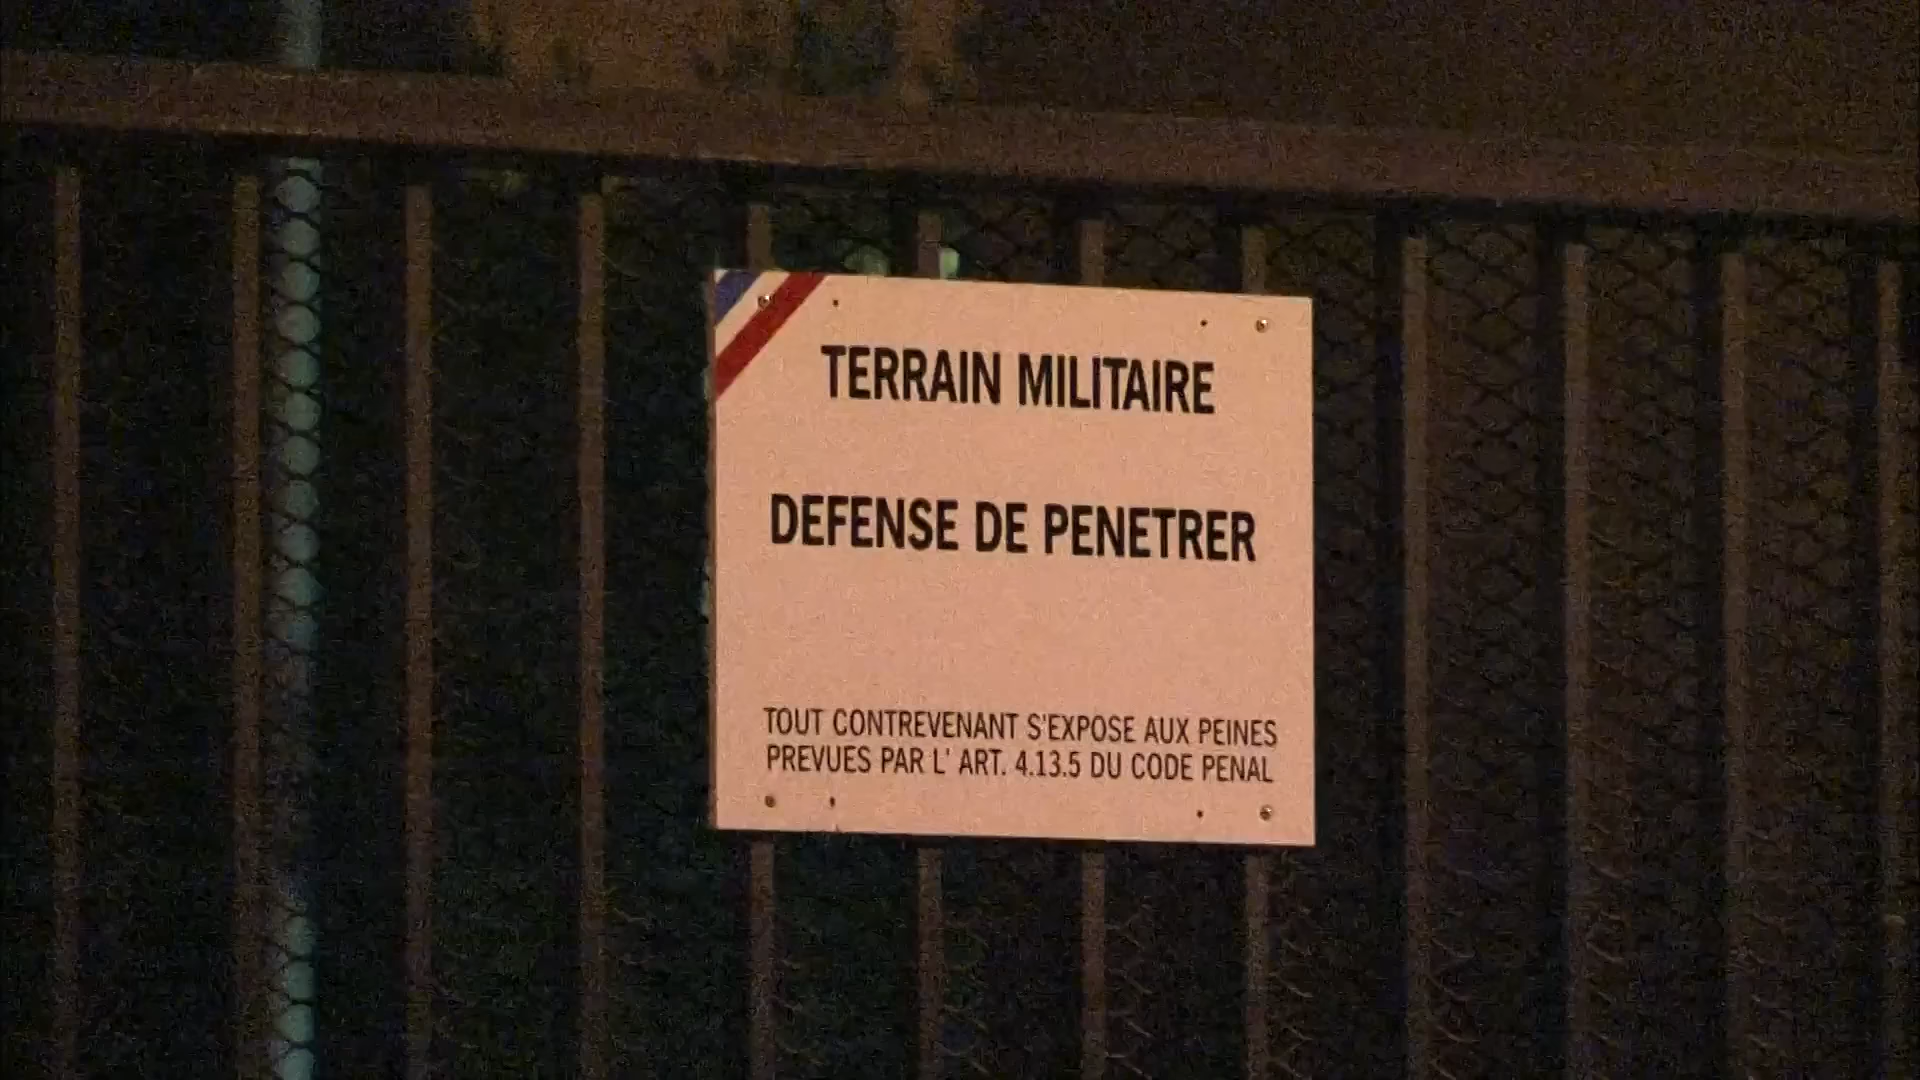 TERRAIN MILITAIRE
DEFENSE DE PENETRER
TOUT CONTREVENANT S'EXPOSE AUX PEINES
PREVUES PAR L' ART. 4.13.5 DU CODE PENAL